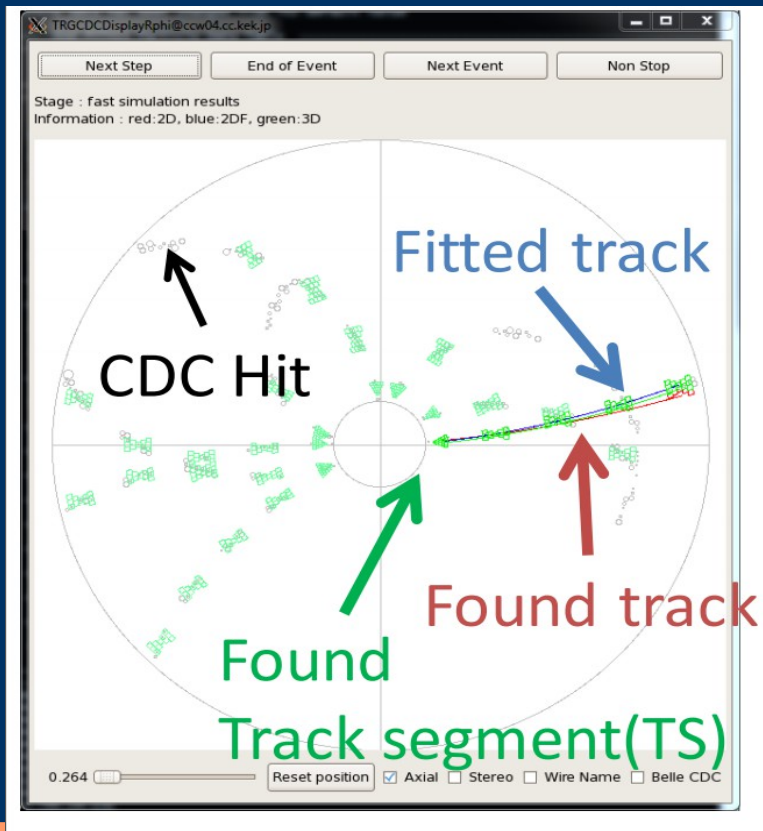 TRGCDCDisplayRphi@ccw04.cc.kek.jp
Next Step End of Event Next Event Non Stop
Stage : fast simulation results
Information : red:2D, blue:2DF, green:3D
Fitted track
CDC Hit
Found track
Found
Track segment(TS)
0.264 Reset position Axial Stereo Wire Name Belle CDC